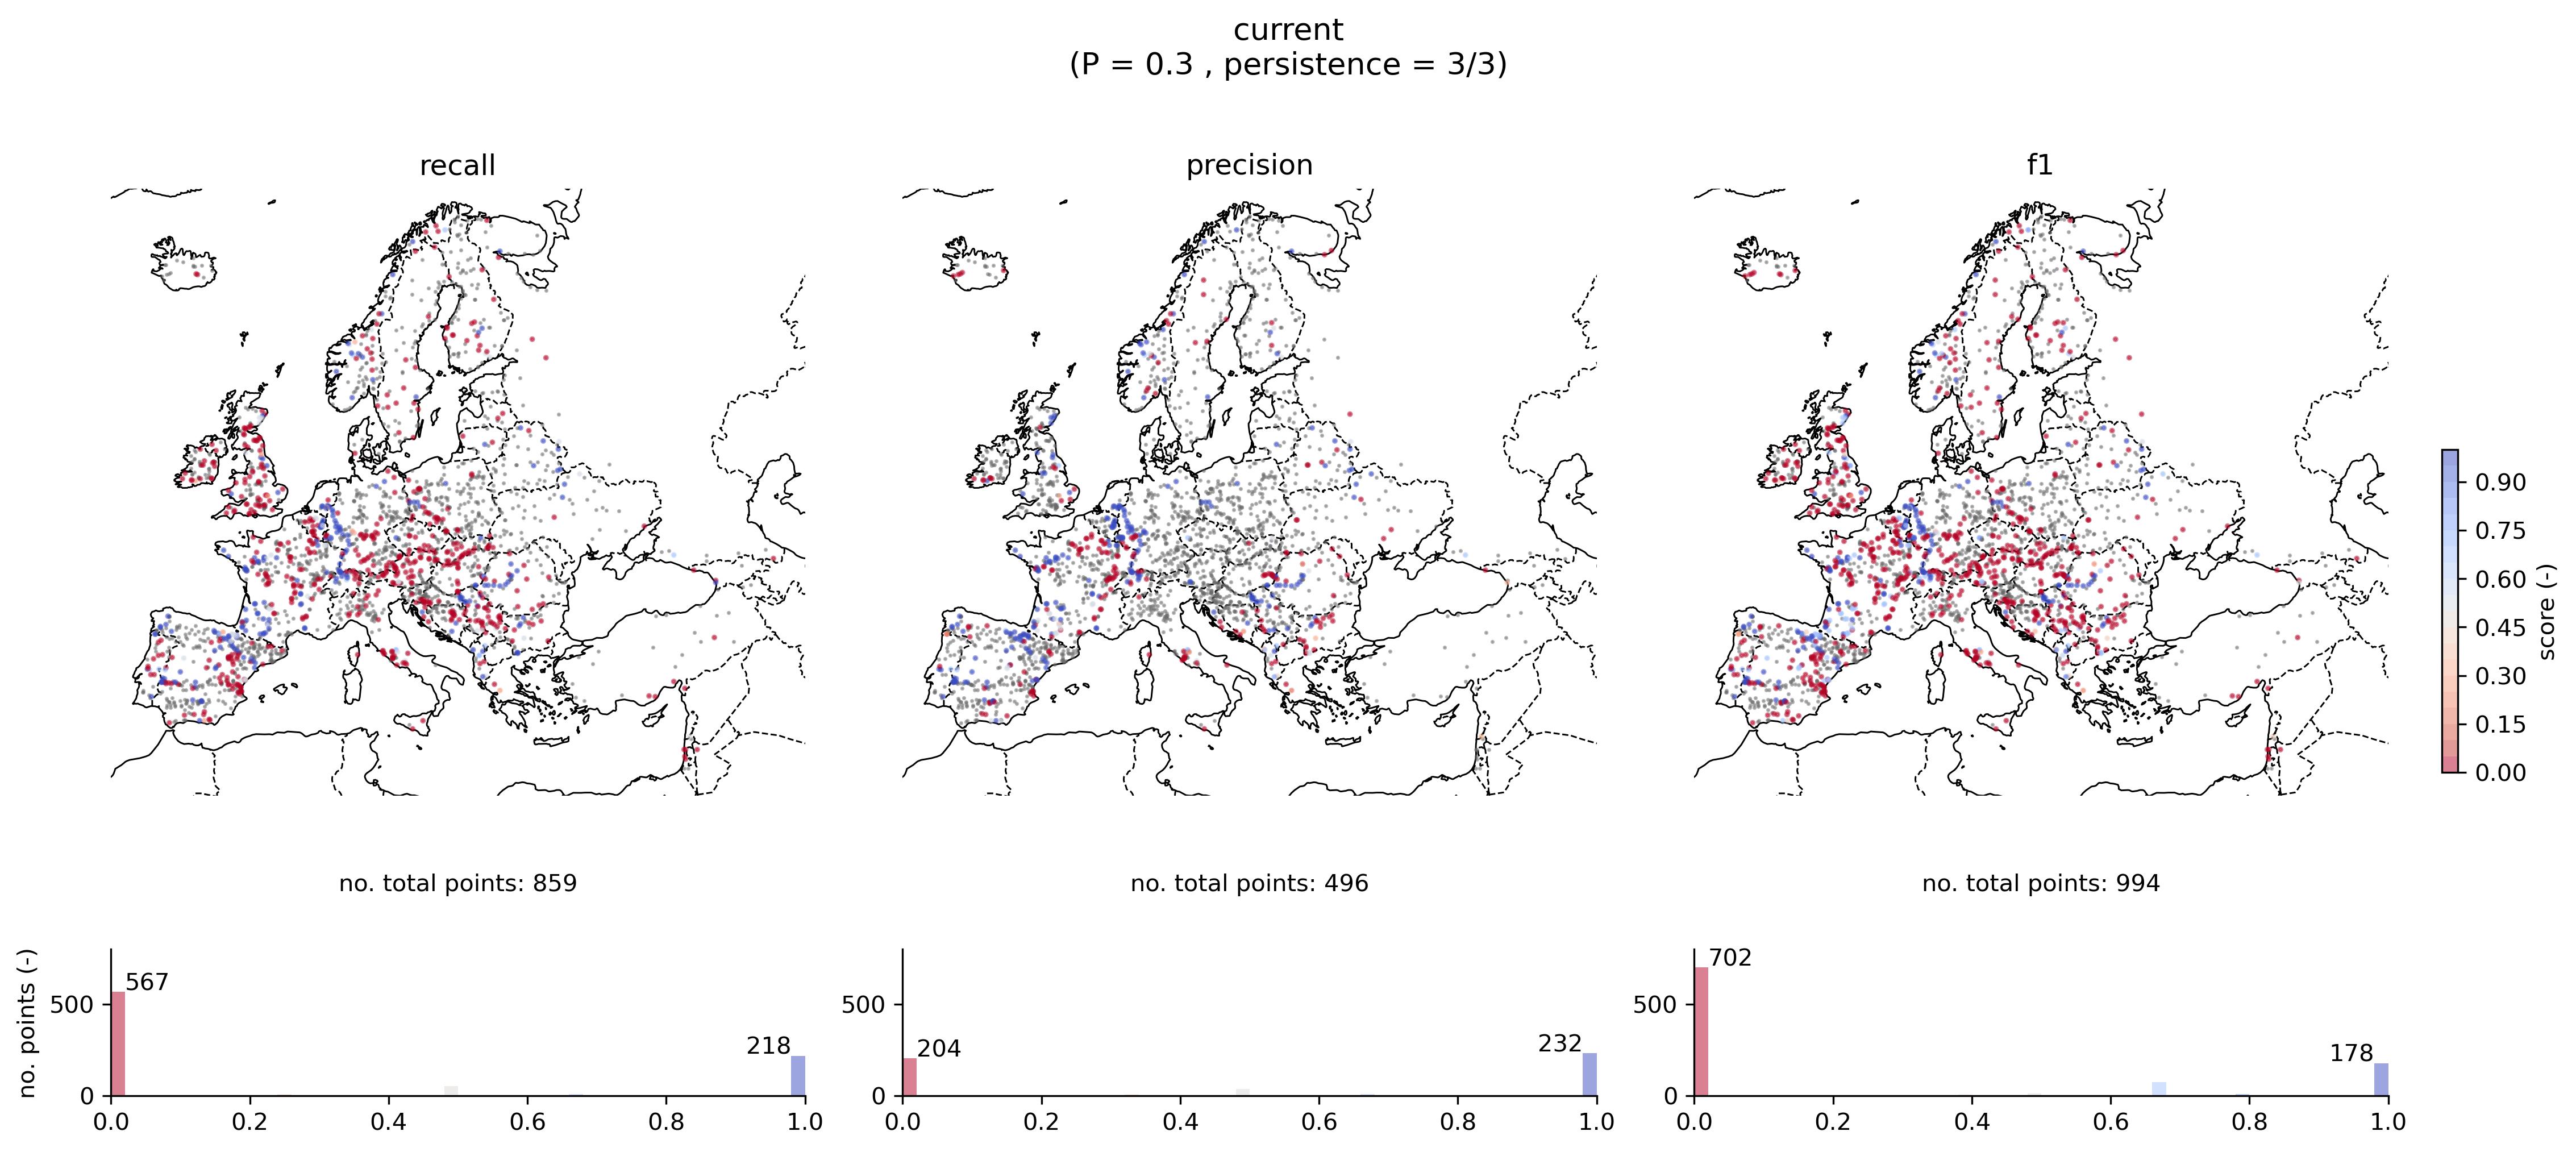 current
(P = 0.3 , persistence = 3/3)
recall
precision
f1
0.90
0.75
0.60
0.45
0.30
0.15
0.00
score (-)
no. total points: 859
no. total points: 496
no. total points: 994
no. points (-)
500
0
567
218
0.0 0.2 0.4 0.6 0.8 1.0
500
0
204
232
0.0 0.2 0.4 0.6 0.8 1.0
500
0
702
178
0.0 0.2 0.4 0.6 0.8 1.0